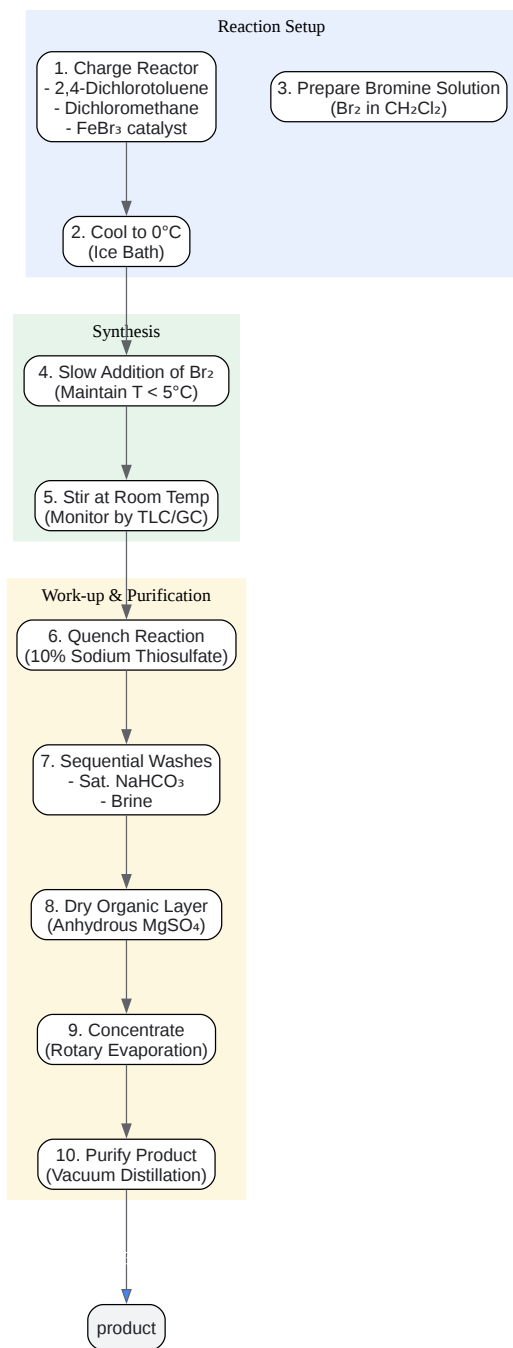 Reaction Setup
1. Charge Reactor
- 2,4-Dichlorotoluene
- Dichloromethane
- FeBr₃ catalyst
3. Prepare Bromine Solution
(Br₂ in CH₂Cl₂)
2. Cool to 0°C
(Ice Bath)
Synthesis
4. Slow Addition of Br₂
(Maintain T < 5°C)
5. Stir at Room Temp
(Monitor by TLC/GC)
Work-up & Purification
6. Quench Reaction
(10% Sodium Thiosulfate)
7. Sequential Washes
- Sat. NaHCO₃
- Brine
8. Dry Organic Layer
(Anhydrous MgSO₄)
9. Concentrate
(Rotary Evaporation)
10. Purify Product
(Vacuum Distillation)
product